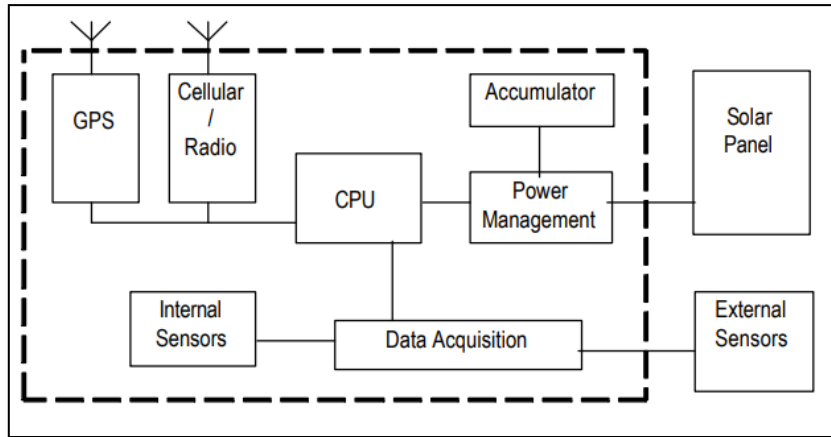 GPS
Cellular
/
Radio
Accumulator
Solar
Panel
CPU
Power
Management
Internal
Sensors
Data Acquisition
External
Sensors